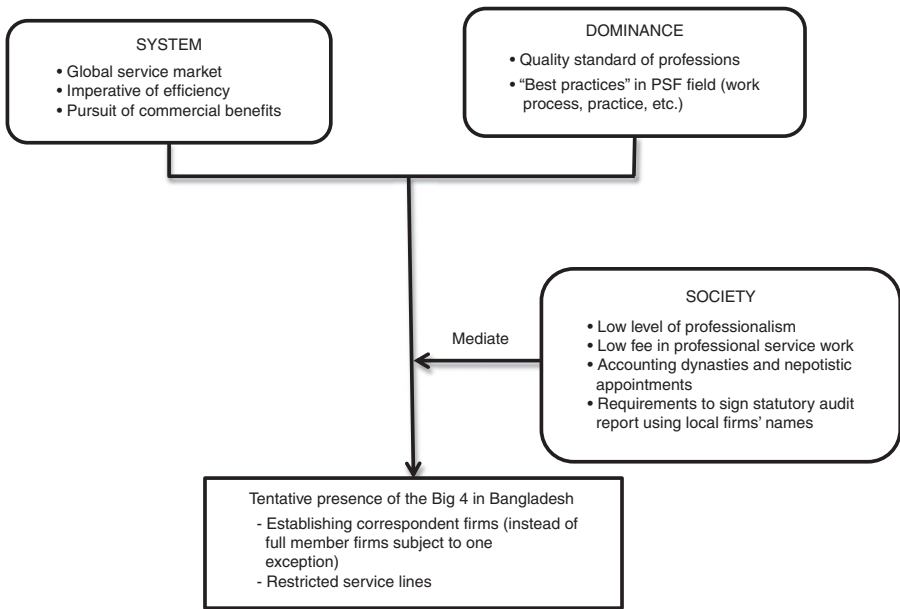 SYSTEM
• Global service market
• Imperative of efficiency
• Pursuit of commercial benefits
DOMINANCE
• Quality standard of professions
• “Best practices” in PSF field (work
process, practice, etc.)
SOCIETY
• Low level of professionalism
• Low fee in professional service work
• Accounting dynasties and nepotistic
appointments
• Requirements to sign statutory audit
report using local firms’ names
Mediate
Tentative presence of the Big 4 in Bangladesh
- Establishing correspondent firms (instead of
full member firms subject to one
exception)
- Restricted service lines